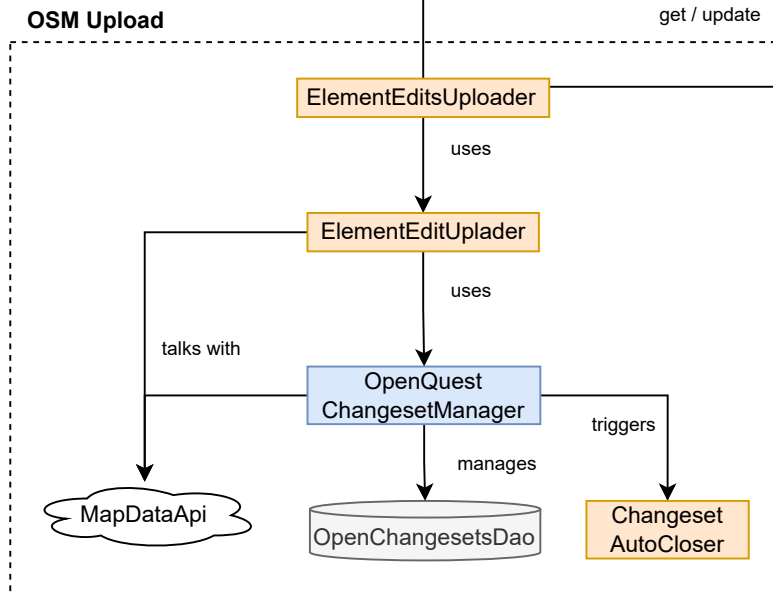 OSM Upload
get / update
ElementEditsUploader
uses
ElementEditUplader
uses
talks with
OpenQuest
ChangesetManager
triggers
manages
MapDataApi
OpenChangesetsDao
Changeset
AutoCloser